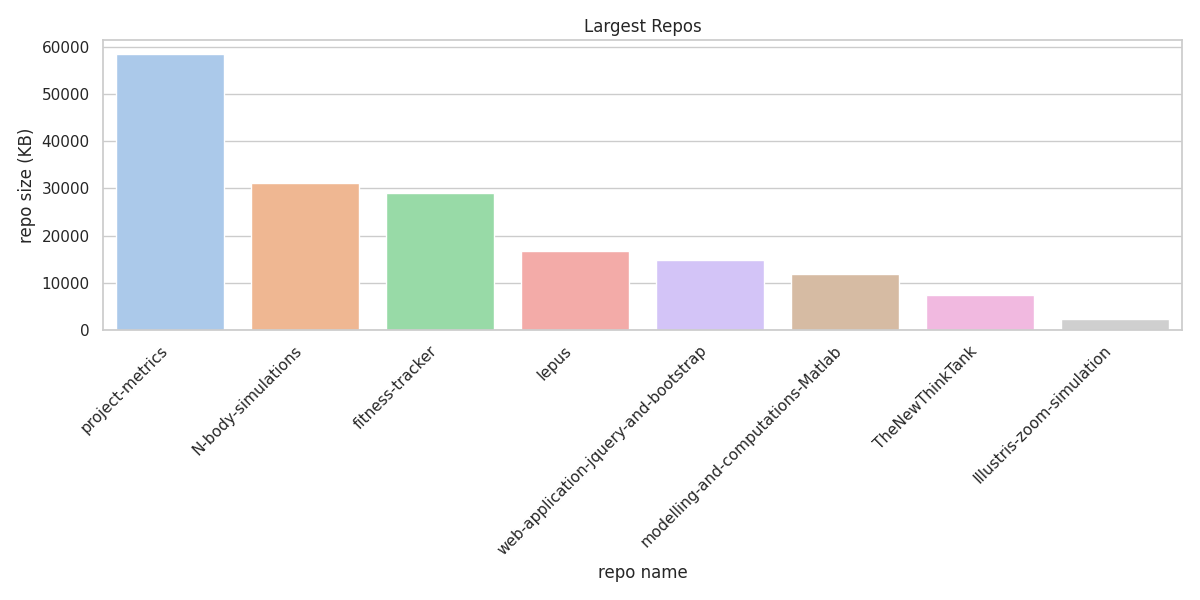 Largest Repos
repo size (KB)
60000
50000
40000
30000
20000
10000
0
project-metrics
N-body-simulations
fitness-tracker
lepus
web-application-jquery-and-bootstrap
modelling-and-computations-Matlab
TheNewThinkTank
Illustris-zoom-simulation
repo name